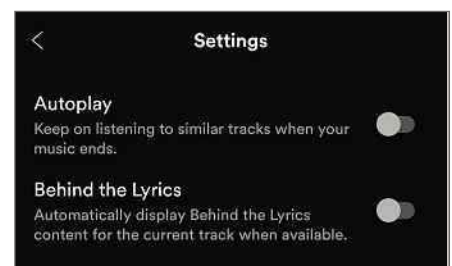 Settings
Autoplay
Keep on listening to similar tracks when your
music ends.
Behind the Lyrics
Automatically display Behind the Lyrics
content for the current track when available.